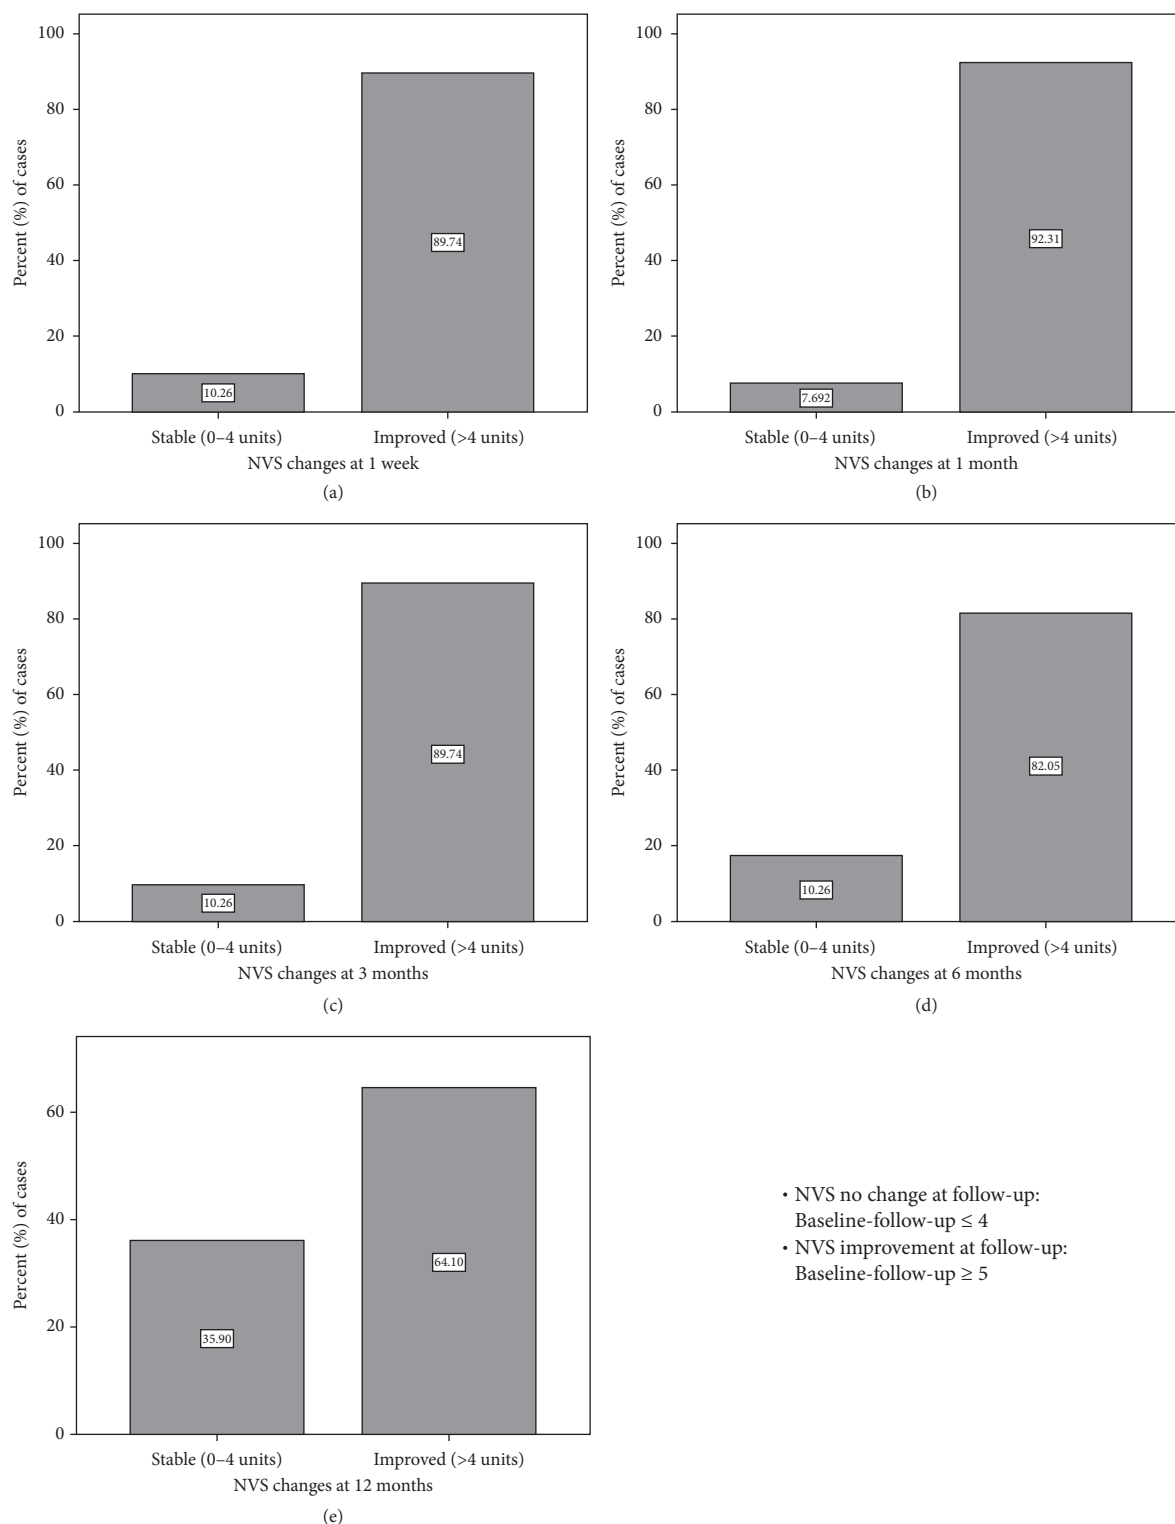 100
80
60
40
20
0
Percent (%) of cases
10.26
89.74
Stable (0–4 units)
Improved (>4 units)
NVS changes at 1 week
(a)
100
80
60
40
20
0
Percent (%) of cases
7.692
92.31
Stable (0–4 units)
Improved (>4 units)
NVS changes at 1 month
(b)
100
80
60
40
20
0
Percent (%) of cases
10.26
89.74
Stable (0–4 units)
Improved (>4 units)
NVS changes at 3 months
(c)
100
80
60
40
20
0
Percent (%) of cases
10.26
82.05
Stable (0–4 units)
Improved (>4 units)
NVS changes at 6 months
(d)
60
40
20
0
Percent (%) of cases
35.90
64.10
Stable (0–4 units)
Improved (>4 units)
NVS changes at 12 months
(e)
• NVS no change at follow-up:
Baseline-follow-up ≤ 4
• NVS improvement at follow-up:
Baseline-follow-up ≥ 5